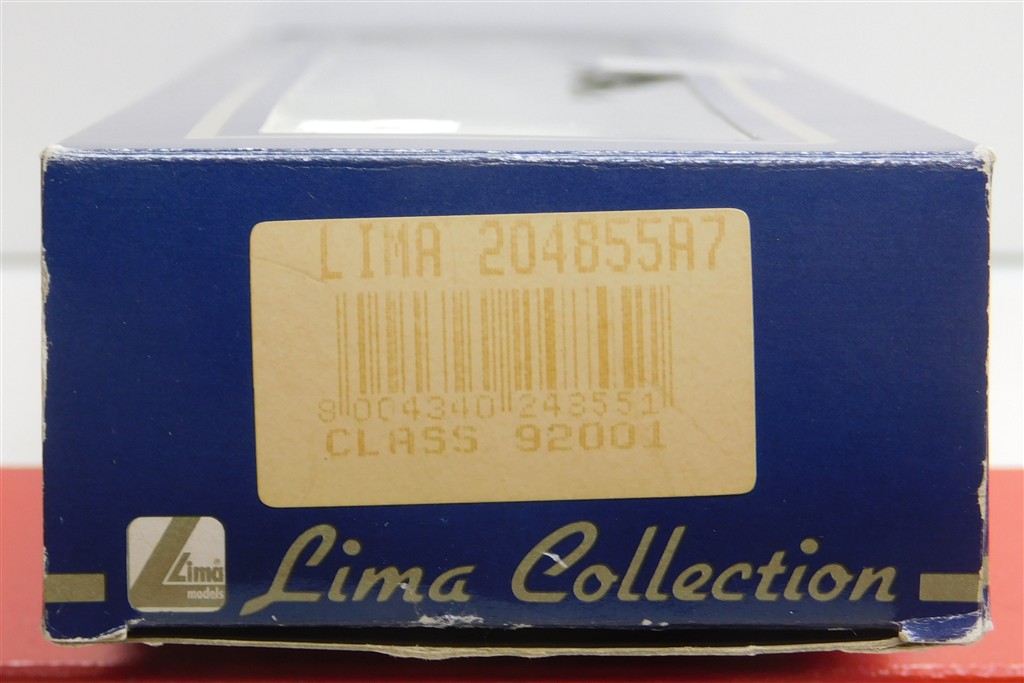 LIMA 204855A7
8 004340 248551
CLASS 92001
Lima®
models
Lima Collection